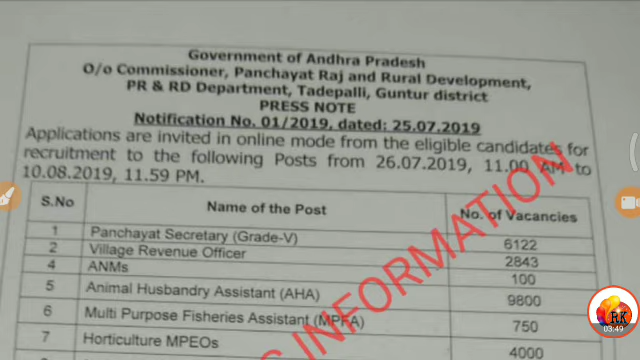 Government of Andhra Pradesh
O/o Commissioner, Panchayat Raj and Rural Development,
PR & RD Department, Tadepalli, Guntur district
PRESS NOTE
Notification No. 01/2019, dated: 25.07.2019
Applications are invited in online mode from the eligible candidates for
recruitment to the following Posts from 26.07.2019, 11.00 AM to
10.08.2019, 11.59 PM.
S.No Name of the Post No. of Vacancies
1 Panchayat Secretary (Grade-V) 6122
2 Village Revenue Officer 2843
4 ANMs 100
5 Animal Husbandry Assistant (AHA) 9800
6 Multi Purpose Fisheries Assistant (MPFA) 750
7 Horticulture MPEOs 4000
S INFORMATION
RK
03:49